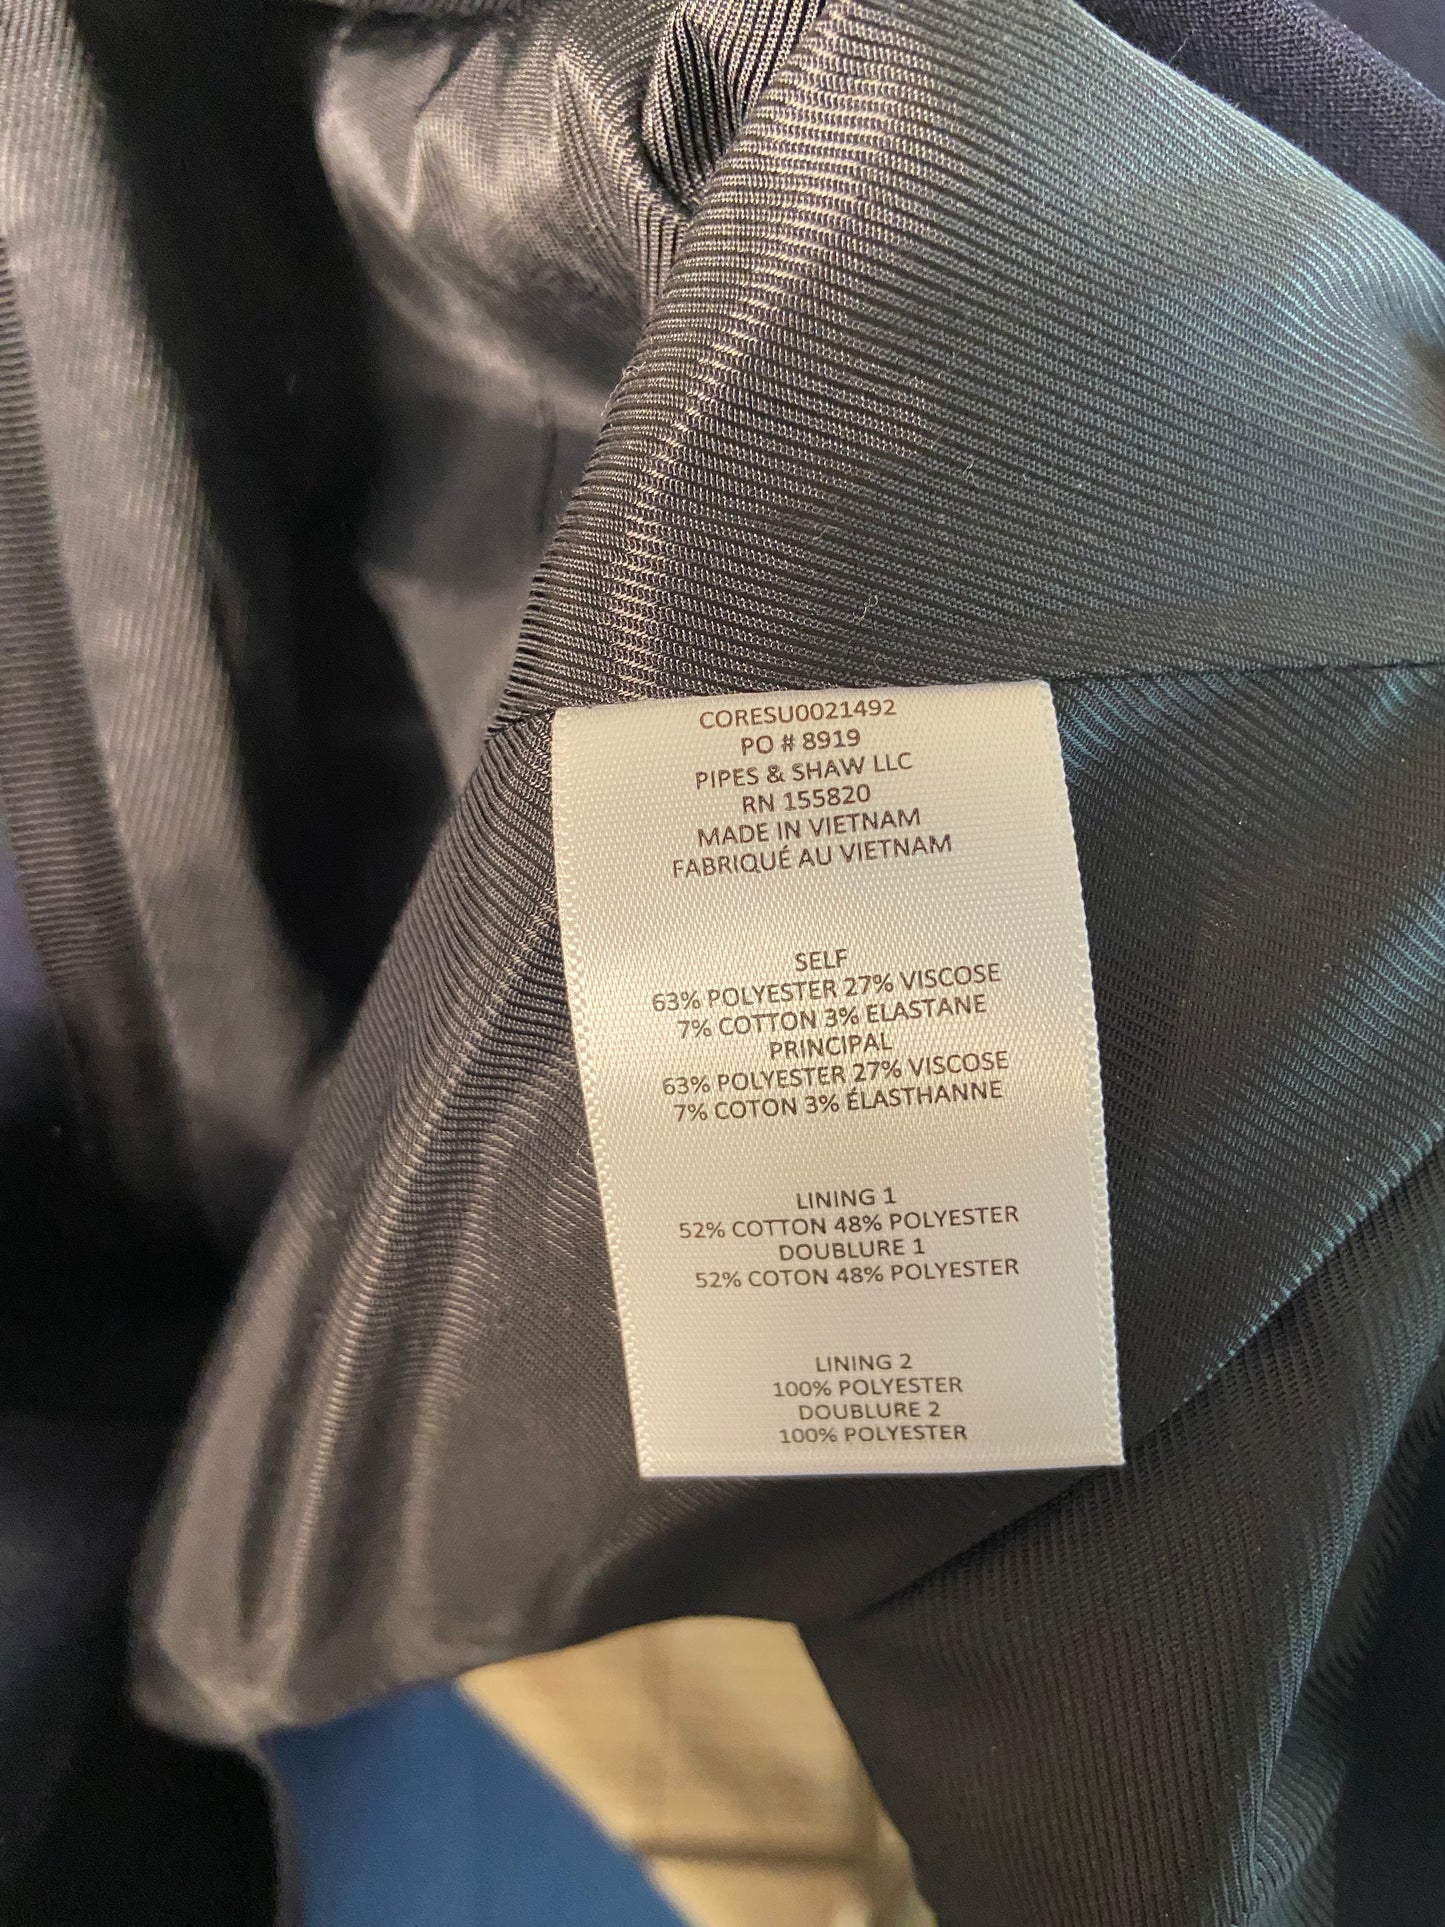 CORESU0021492
PO # 8919
PIPES & SHAW LLC
RN 155820
MADE IN VIETNAM
FABRIQUÉ AU VIETNAM
SELF
63% POLYESTER 27% VISCOSE
7% COTTON 3% ELASTANE
PRINCIPAL
63% POLYESTER 27% VISCOSE
7% COTON 3% ÉLASTHANNE
LINING 1
52% COTTON 48% POLYESTER
DOUBLURE 1
52% COTON 48% POLYESTER
LINING 2
100% POLYESTER
DOUBLURE 2
100% POLYESTER